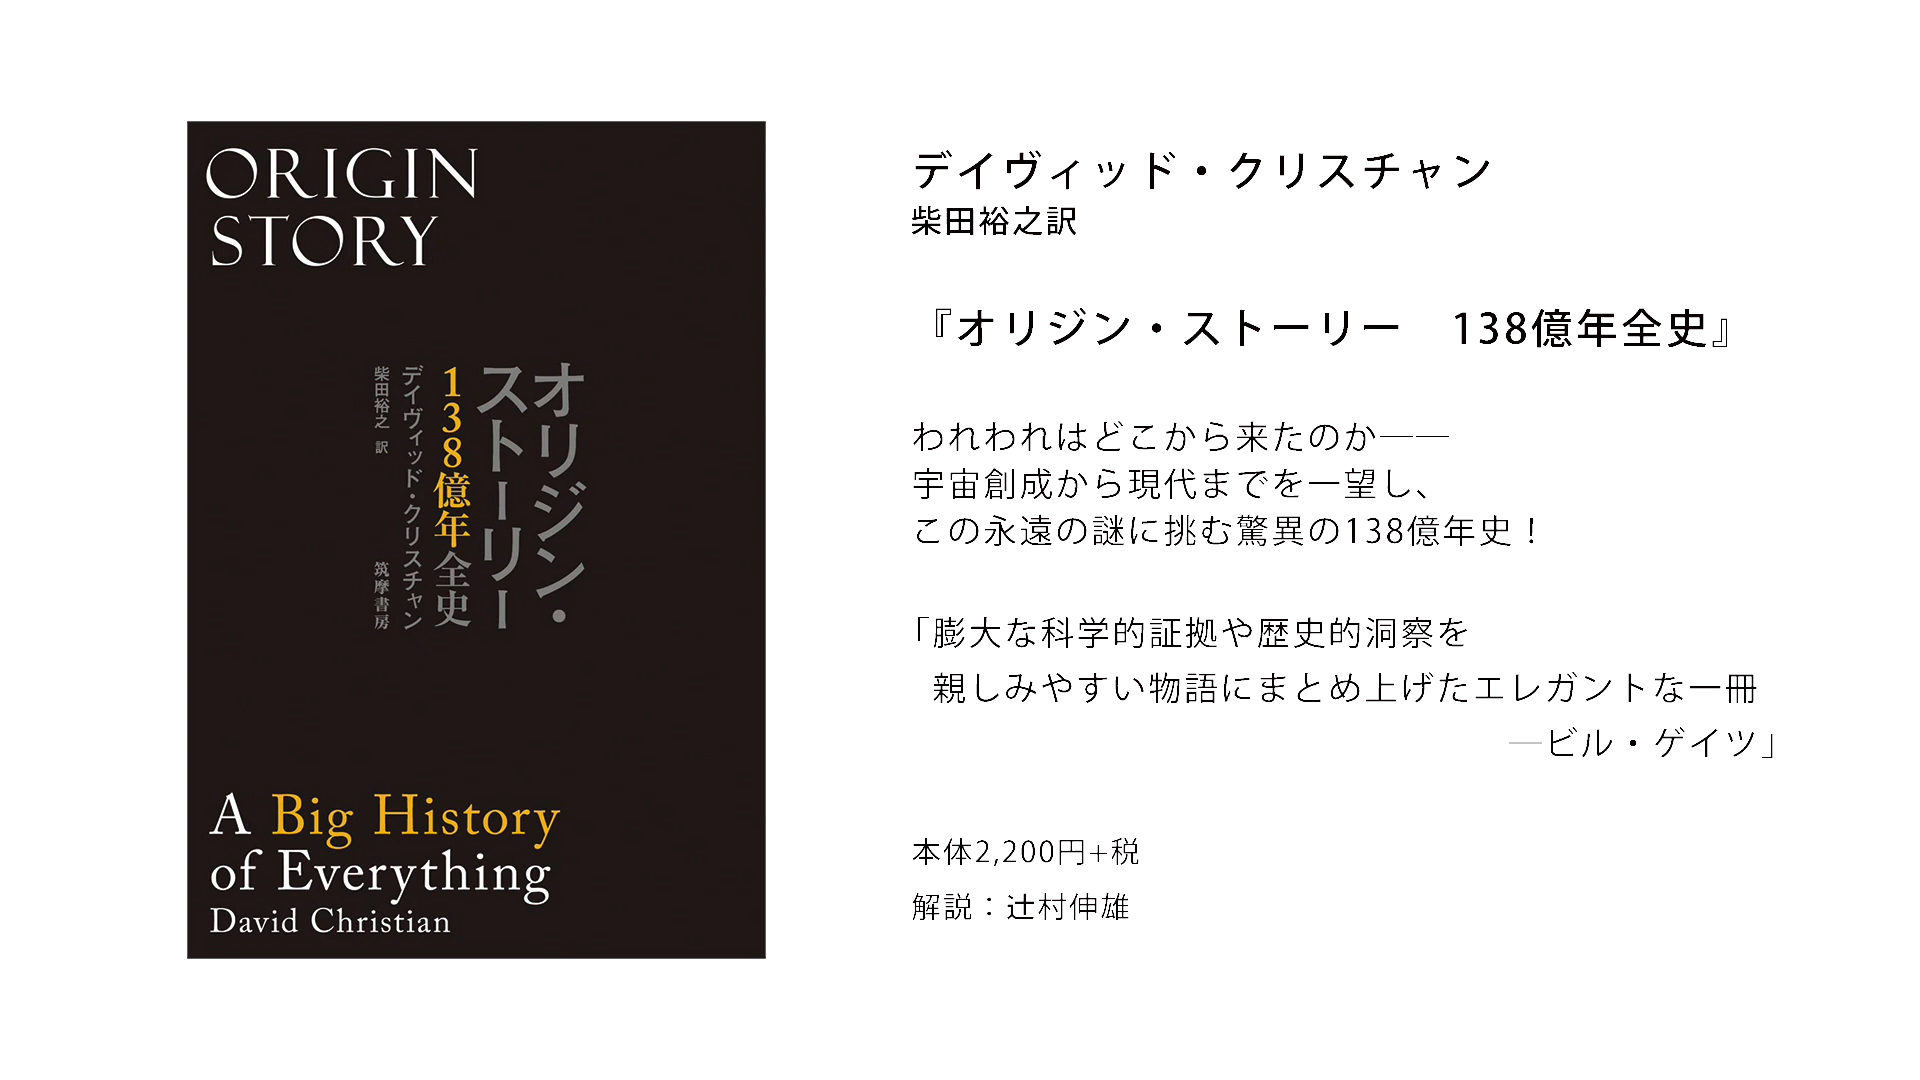 ORIGIN
STORY
オリジン・
ストーリー
138億年全史
デイヴィッド・クリスチャン
柴田裕之 訳
筑摩書房
A Big History
of Everything
David Christian
デイヴィッド・クリスチャン
柴田裕之訳
『オリジン・ストーリー　138億年全史』
われわれはどこから来たのか──
宇宙創成から現代までを一望し、
この永遠の謎に挑む驚異の138億年史！
「膨大な科学的証拠や歴史的洞察を
親しみやすい物語にまとめ上げたエレガントな一冊
─ビル・ゲイツ」
本体2,200円+税
解説：辻村伸雄